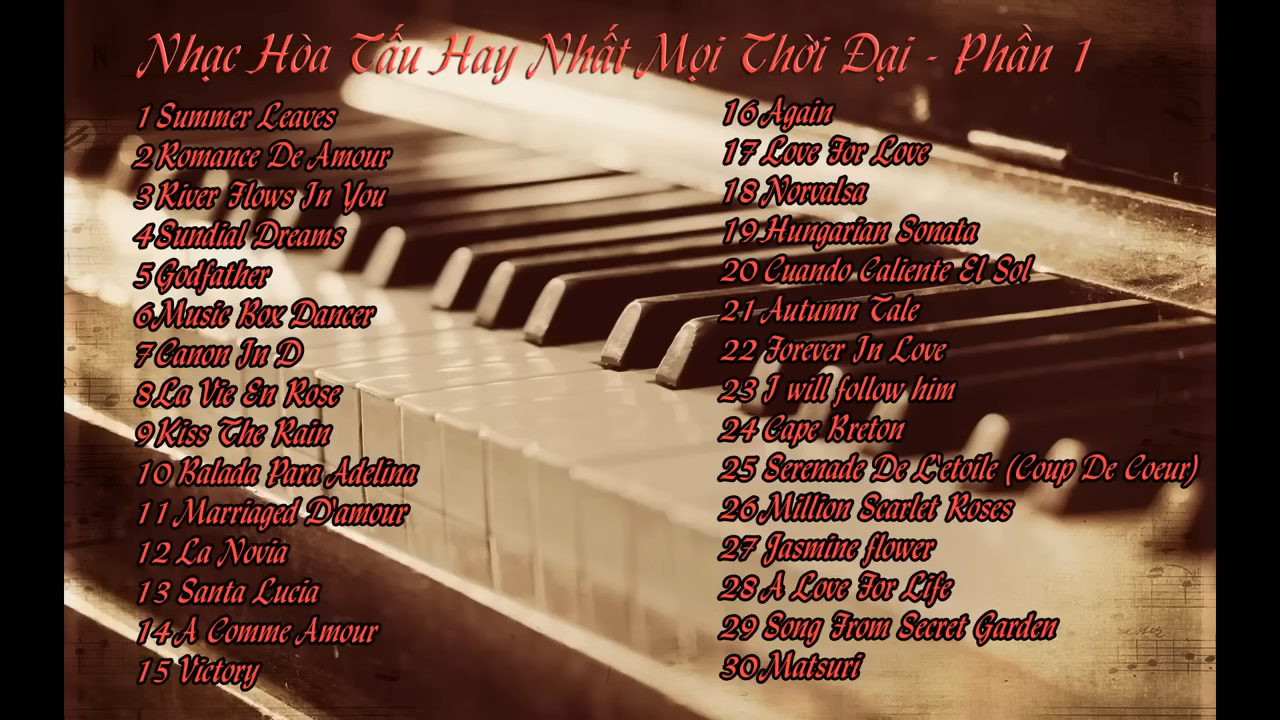 Nhạc Hòa Tấu Hay Nhất Mọi Thời Đại - Phần 1
1 Summer Leaves
2 Romance De Amour
3 River Flows In You
4 Sundial Dreams
5 Godfather
6 Music Box Dancer
7 Canon In D
8 La Vie En Rose
9 Kiss The Rain
10 Balada Para Adelina
11 Marriaged D'amour
12 La Novia
13 Santa Lucia
14 A Comme Amour
15 Victory
16 Again
17 Love For Love
18 Norvalsa
19 Hungarian Sonata
20 Cuando Caliente El Sol
21 Autumn Tale
22 Forever In Love
23 I will follow him
24 Cape Breton
25 Serenade De L'etoile (Coup De Coeur)
26 Million Scarlet Roses
27 Jasmine flower
28 A Love For Life
29 Song From Secret Garden
30 Matsuri